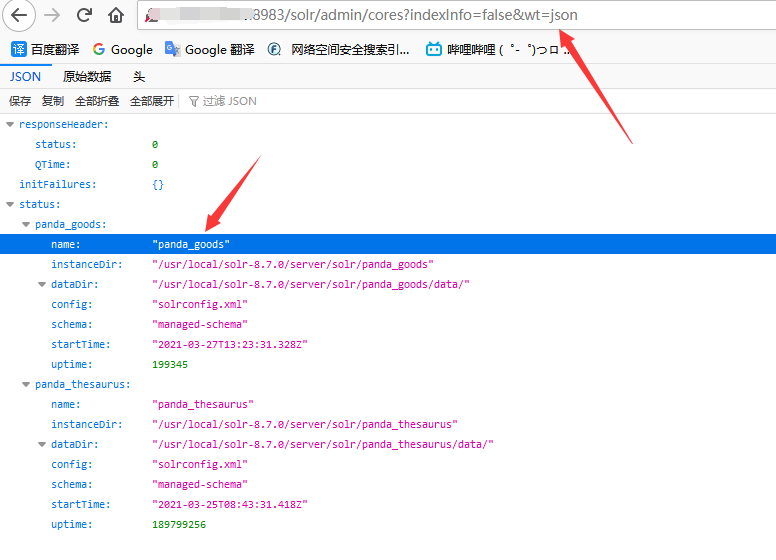 :8983/solr/admin/cores?indexInfo=false&wt=json
译 百度翻译 Google Google 翻译 网络空间安全搜索引... 哔哩哔哩 ( ゜- ゜)つロ ...
JSON 原始数据 头
保存 复制 全部折叠 全部展开 过滤 JSON
responseHeader:
status: 0
QTime: 0
initFailures: {}
status:
panda_goods:
name: "panda_goods"
instanceDir: "/usr/local/solr-8.7.0/server/solr/panda_goods"
dataDir: "/usr/local/solr-8.7.0/server/solr/panda_goods/data/"
config: "solrconfig.xml"
schema: "managed-schema"
startTime: "2021-03-27T13:23:31.328Z"
uptime: 199345
panda_thesaurus:
name: "panda_thesaurus"
instanceDir: "/usr/local/solr-8.7.0/server/solr/panda_thesaurus"
dataDir: "/usr/local/solr-8.7.0/server/solr/panda_thesaurus/data/"
config: "solrconfig.xml"
schema: "managed-schema"
startTime: "2021-03-25T08:43:31.418Z"
uptime: 189799256